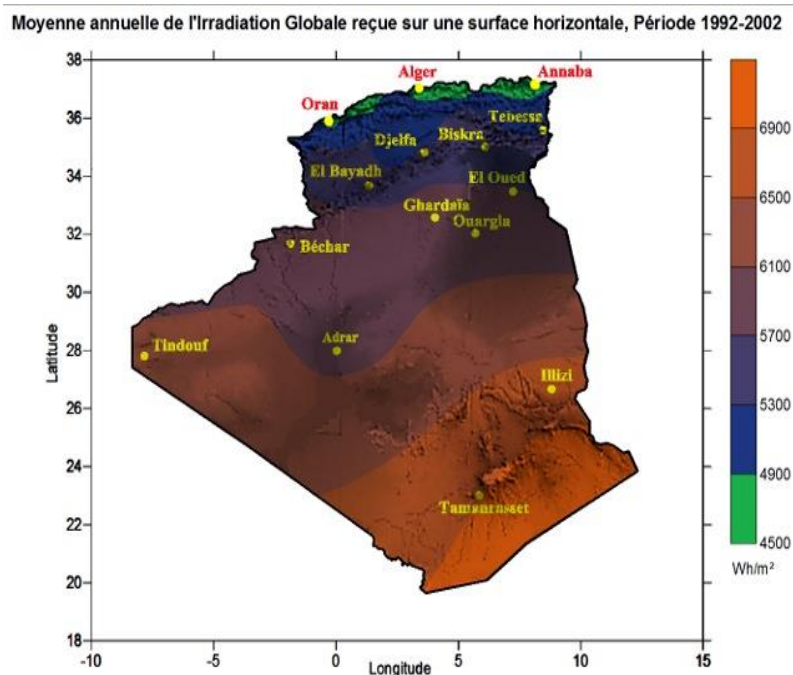 Moyenne annuelle de l'Irradiation Globale reçue sur une surface horizontale, Période 1992-2002
38
36
34
32
30
28
26
24
22
20
18
Latitude
Alger
Annaba
Oran
Tebessa
Biskra
Djelfa
El Bayadh
El Oued
Ghardaïa
Ouargla
Béchar
Adrar
Tindouf
Illizi
Tamanrasset
-10 -5 0 5 10 15
Longitude
6900
6500
6100
5700
5300
4900
4500
Wh/m²